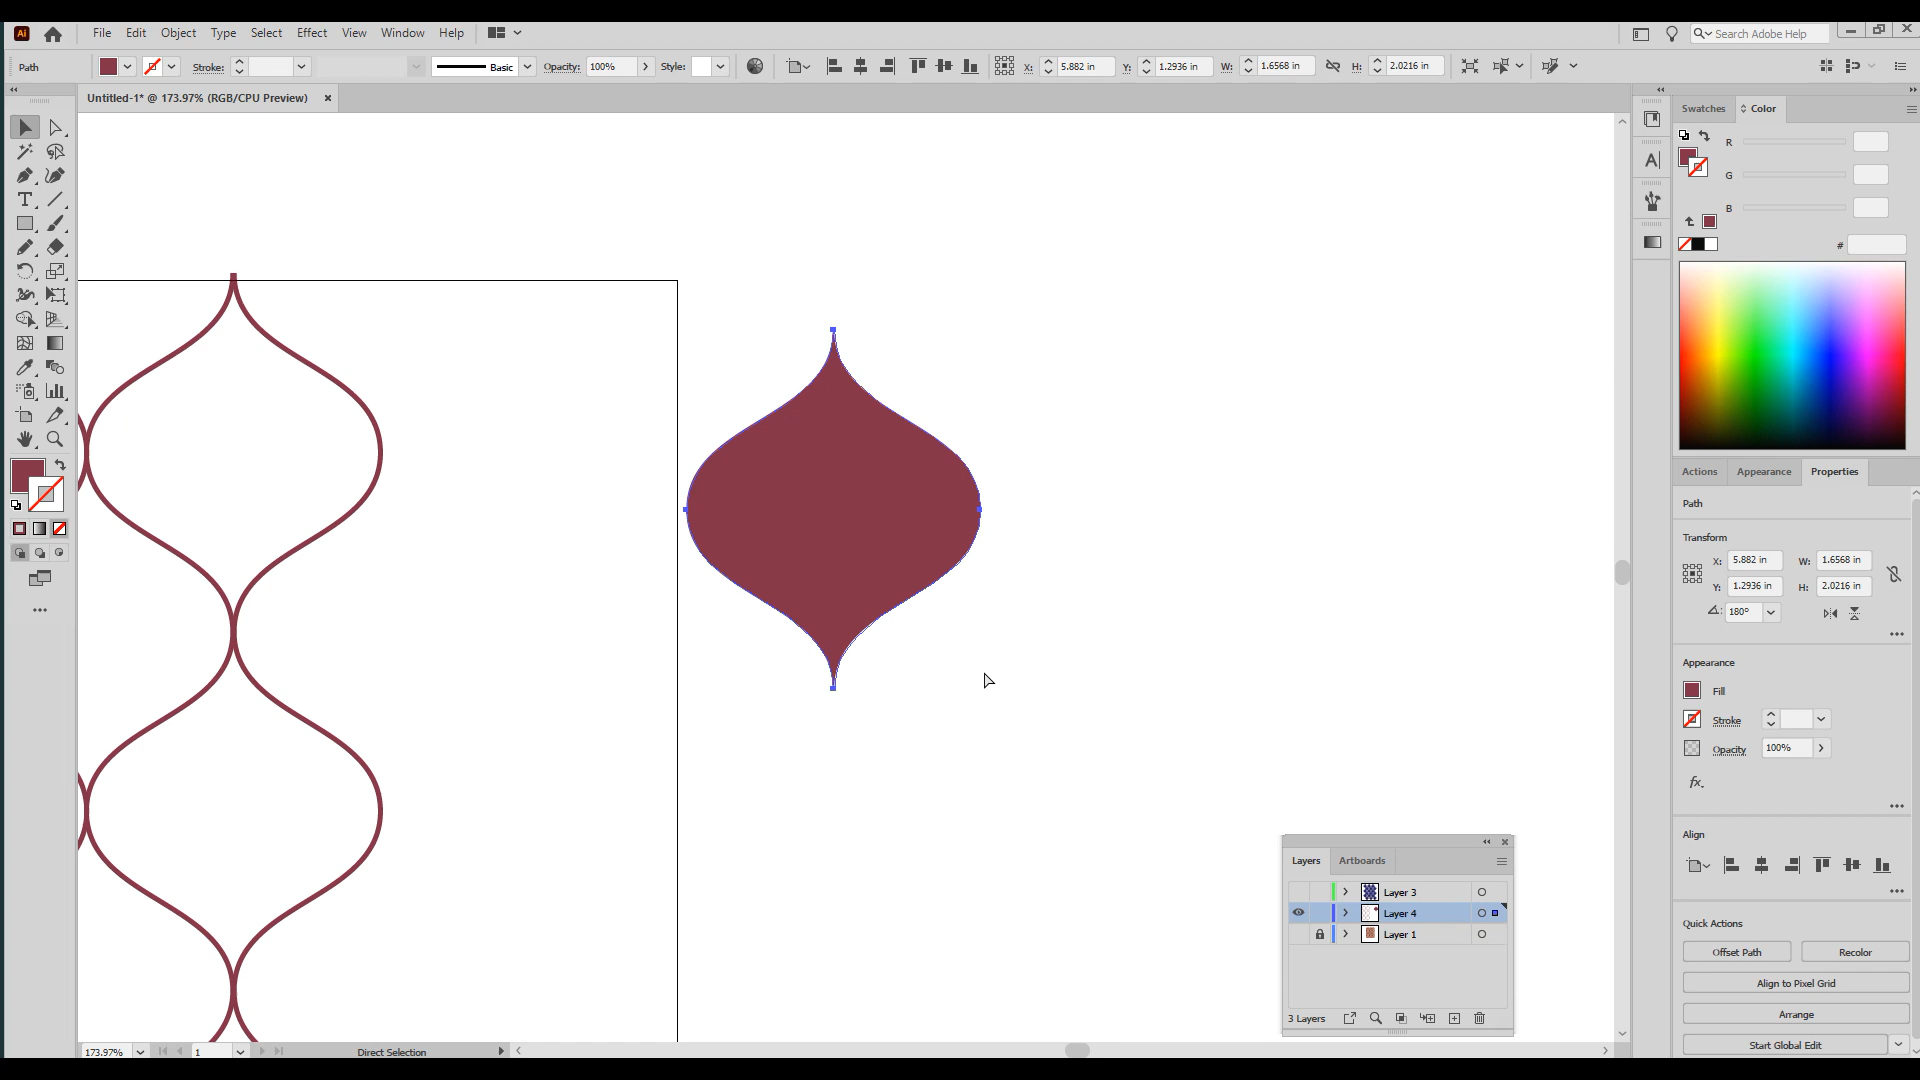 Ai File Edit Object Type Select Effect View Window Help Search Adobe Help
Path Stroke: Basic Opacity: 100% Style: X: 5.882 in Y: 1.2936 in W: 1.6568 in H: 2.0216 in
Untitled-1* @ 173.97% (RGB/CPU Preview) ×
Swatches Color
R
G
B
#
Actions Appearance Properties
Path
Transform
X: 5.882 in W: 1.6568 in
Y: 1.2936 in H: 2.0216 in
180°
Appearance
Fill
Stroke
Opacity 100%
fx.
Align
Quick Actions
Offset Path Recolor
Align to Pixel Grid
Arrange
Start Global Edit
Layers Artboards
Layer 3
Layer 4
Layer 1
3 Layers
173.97% 1 Direct Selection